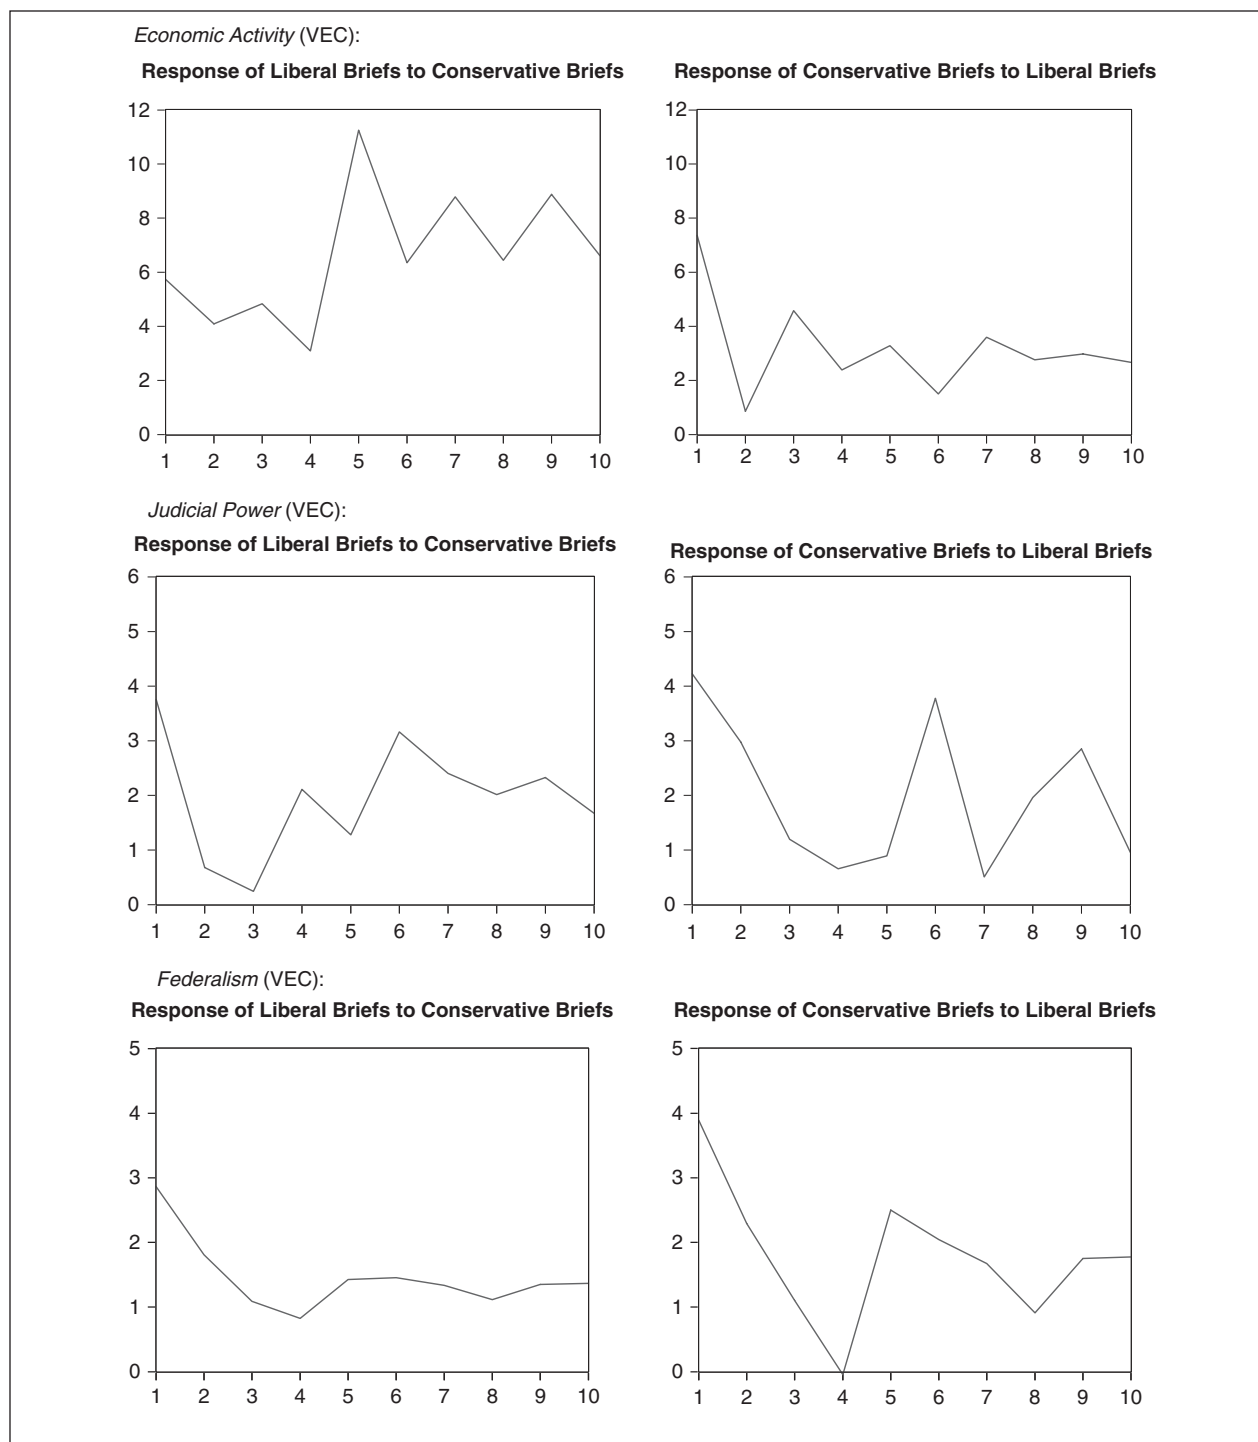 Economic Activity (VEC):
Response of Liberal Briefs to Conservative Briefs
12
10
8
6
4
2
0
1 2 3 4 5 6 7 8 9 10
Response of Conservative Briefs to Liberal Briefs
12
10
8
6
4
2
0
1 2 3 4 5 6 7 8 9 10
Judicial Power (VEC):
Response of Liberal Briefs to Conservative Briefs
6
5
4
3
2
1
0
1 2 3 4 5 6 7 8 9 10
Response of Conservative Briefs to Liberal Briefs
6
5
4
3
2
1
0
1 2 3 4 5 6 7 8 9 10
Federalism (VEC):
Response of Liberal Briefs to Conservative Briefs
5
4
3
2
1
0
1 2 3 4 5 6 7 8 9 10
Response of Conservative Briefs to Liberal Briefs
5
4
3
2
1
0
1 2 3 4 5 6 7 8 9 10